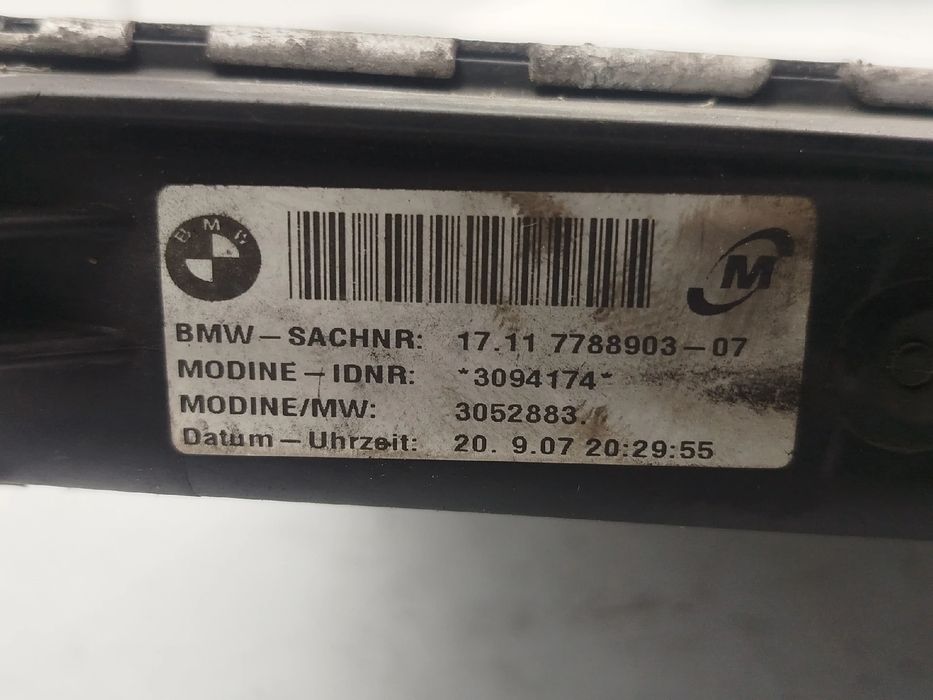 BMW
M
BMW-SACHNR: 17.11 7788903-07
MODINE-IDNR: *3094174*
MODINE/MW: 3052883.
Datum-Uhrzeit: 20. 9.07 20:29:55